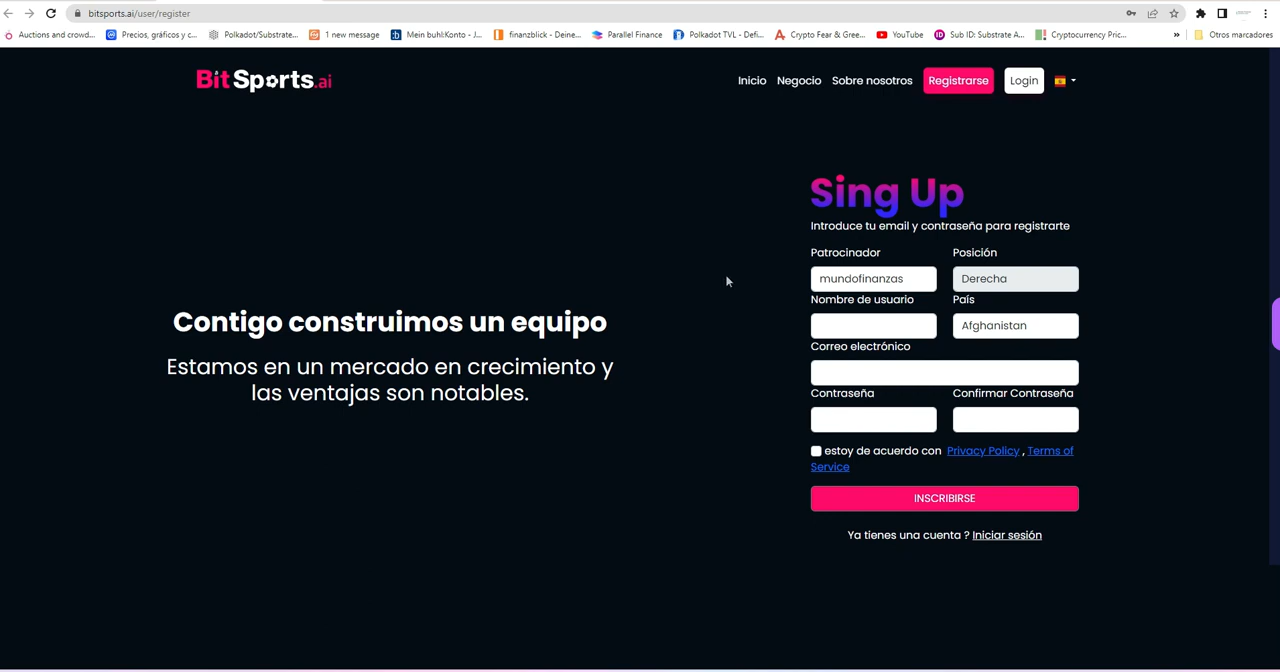 bitsports.ai/user/register
Auctions and crowd... Precios, gráficos y c... Polkadot/Substrate... 1 new message Mein buhl:Konto - J... finanzblick - Deine... Parallel Finance Polkadot TVL - Defi... Crypto Fear & Gree... YouTube Sub ID: Substrate A... Cryptocurrency Pric... » Otros marcadores
BitSports.ai Inicio Negocio Sobre nosotros Registrarse Login
Sing Up
Introduce tu email y contraseña para registrarte
Patrocinador Posición
mundofinanzas Derecha
Nombre de usuario País
Afghanistan
Correo electrónico
Contraseña Confirmar Contraseña
estoy de acuerdo con Privacy Policy , Terms of
Service
INSCRIBIRSE
Ya tienes una cuenta ? Iniciar sesión
Contigo construimos un equipo
Estamos en un mercado en crecimiento y
las ventajas son notables.